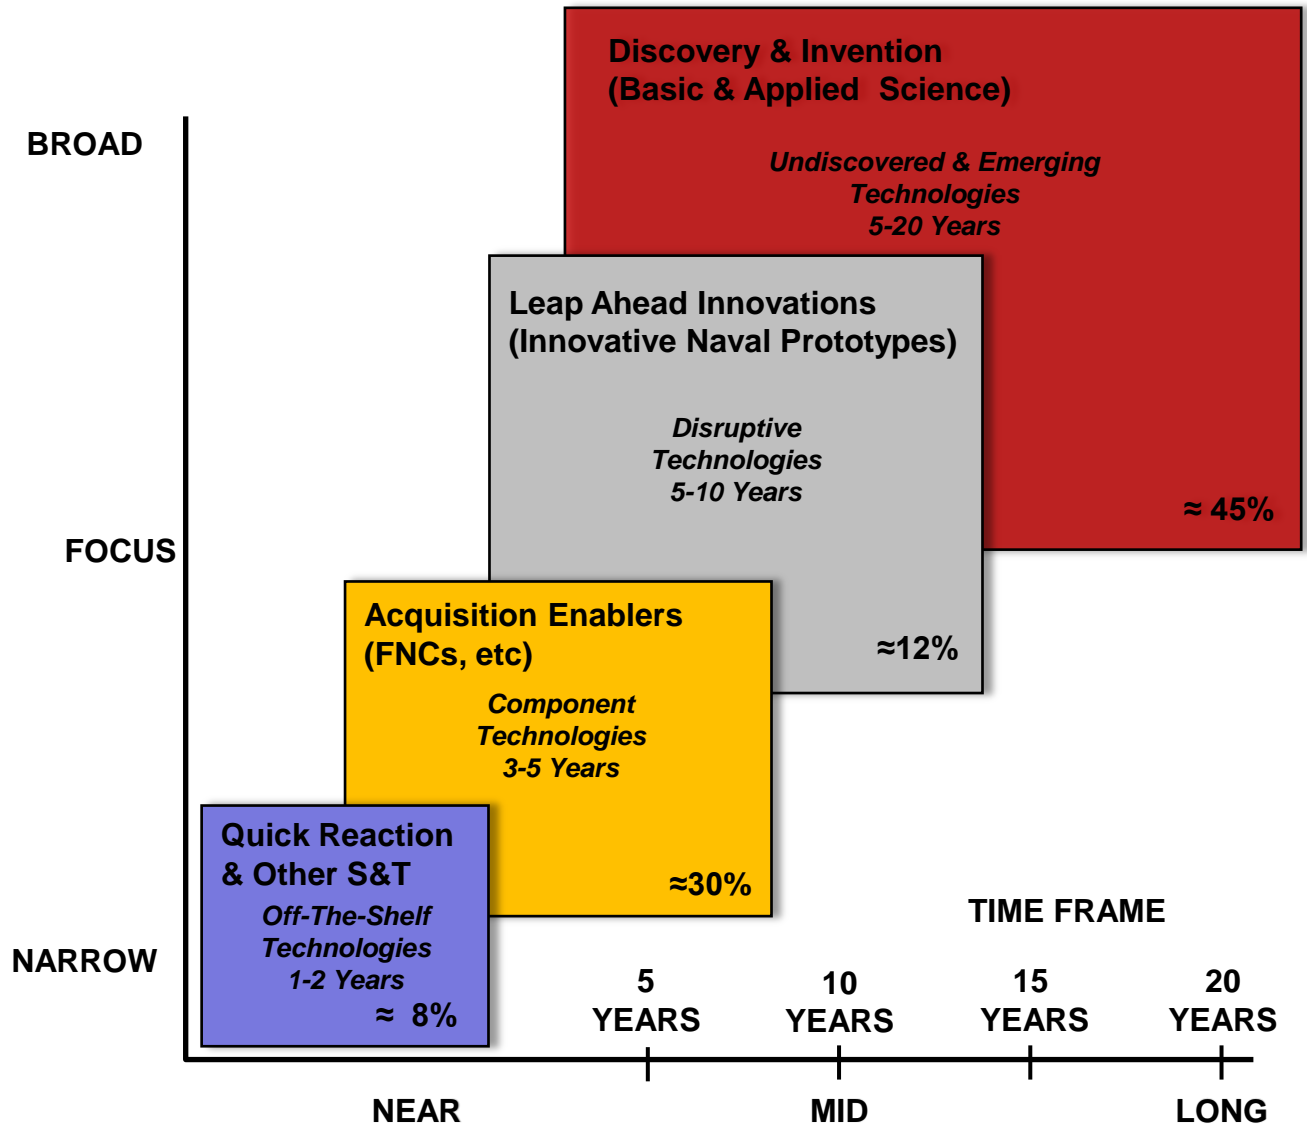 Discovery & Invention
(Basic & Applied Science)
Undiscovered & Emerging
Technologies
5-20 Years
≈ 45%
BROAD
Leap Ahead Innovations
(Innovative Naval Prototypes)
Disruptive
Technologies
5-10 Years
≈12%
FOCUS
Acquisition Enablers
(FNCs, etc)
Component
Technologies
3-5 Years
≈30%
Quick Reaction
& Other S&T
Off-The-Shelf
Technologies
1-2 Years
≈ 8%
NARROW
TIME FRAME
5
YEARS
10
YEARS
15
YEARS
20
YEARS
NEAR
MID
LONG